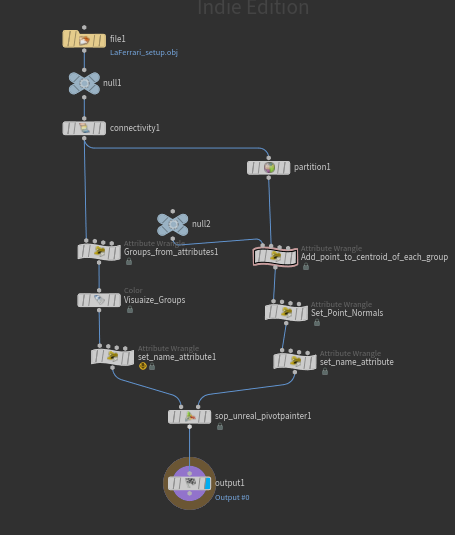 Indie Edition
file1
LaFerrari_setup.obj
null1
connectivity1
partition1
null2
Attribute Wrangle
Groups_from_attributes1
Attribute Wrangle
Add_point_to_centroid_of_each_group
Color
Visuaize_Groups
Attribute Wrangle
Set_Point_Normals
Attribute Wrangle
set_name_attribute1
Attribute Wrangle
set_name_attribute
sop_unreal_pivotpainter1
output1
Output #0